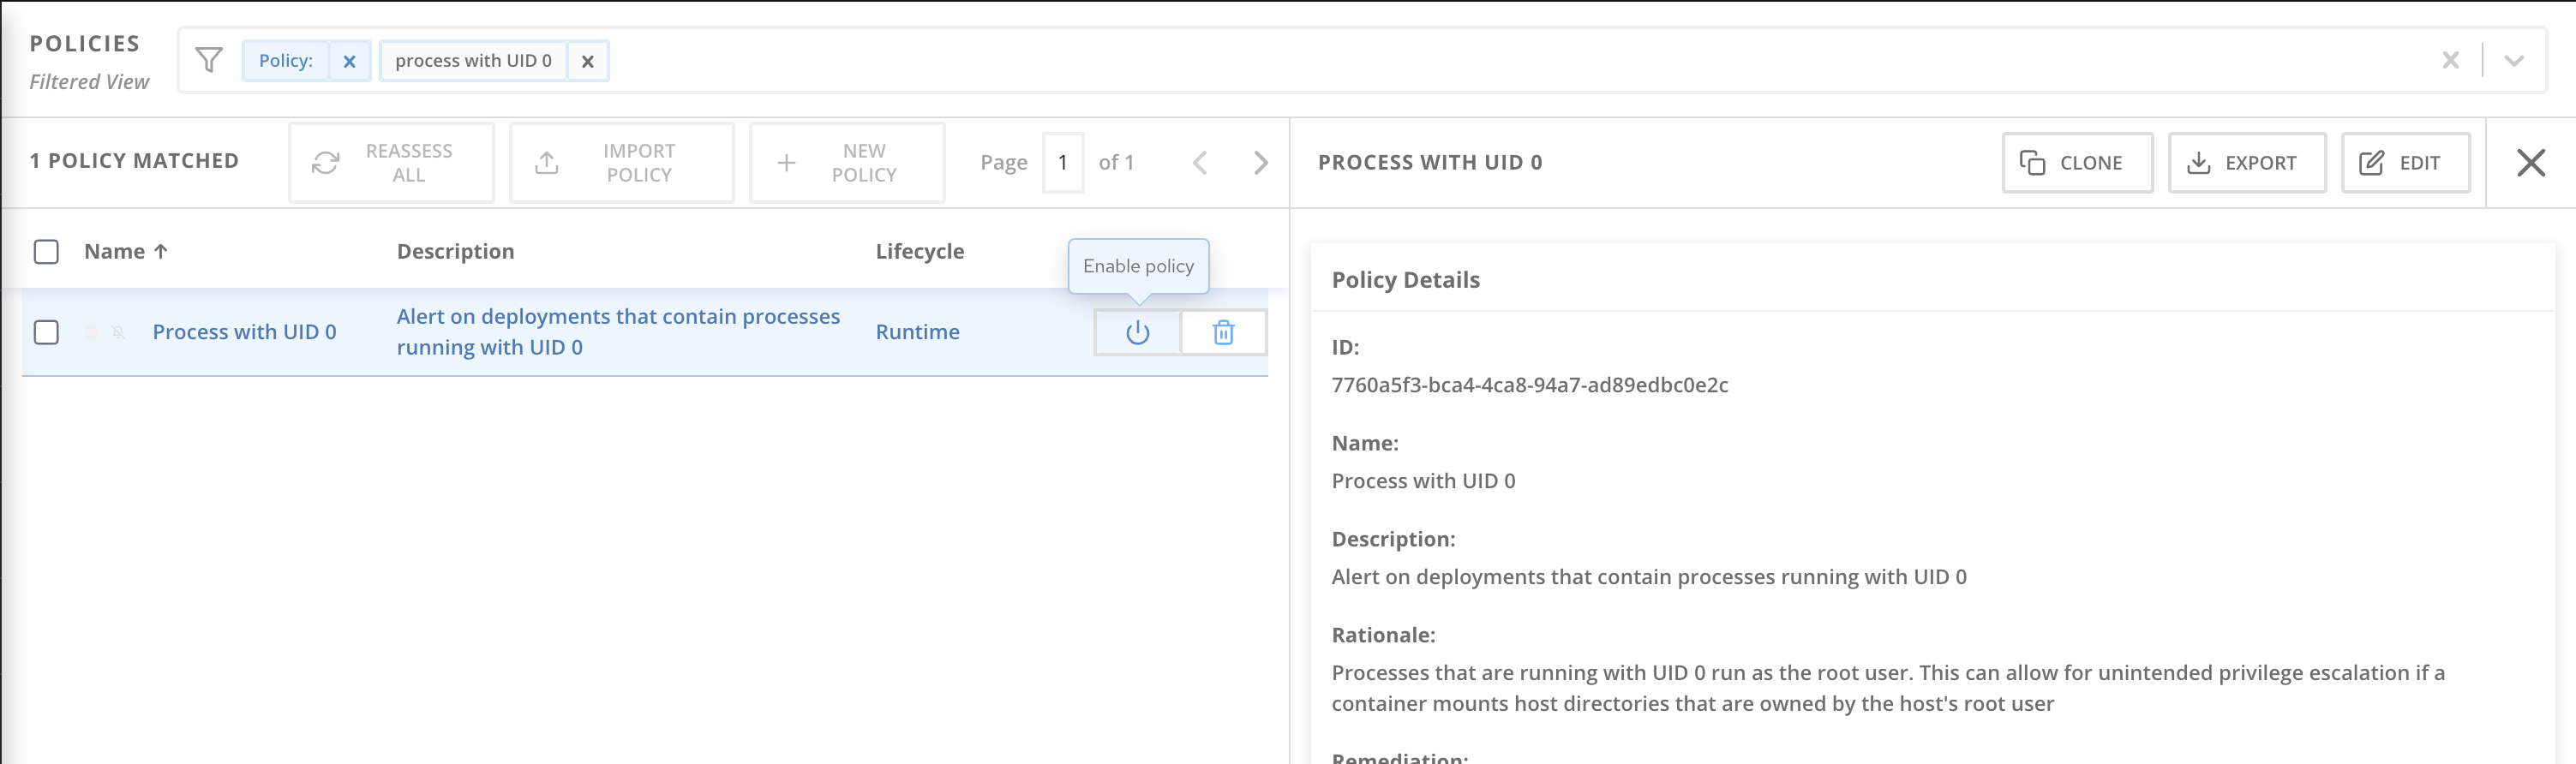 POLICIES
Filtered View
Policy:
process with UID 0
1 POLICY MATCHED
REASSESS
ALL
IMPORT
POLICY
NEW
POLICY
Page 1 of 1
PROCESS WITH UID 0
CLONE
EXPORT
EDIT
Name
Description
Lifecycle
Enable policy
Process with UID 0
Alert on deployments that contain processes
running with UID 0
Runtime
Policy Details
ID:
7760a5f3-bca4-4ca8-94a7-ad89edbc0e2c
Name:
Process with UID 0
Description:
Alert on deployments that contain processes running with UID 0
Rationale:
Processes that are running with UID 0 run as the root user. This can allow for unintended privilege escalation if a
container mounts host directories that are owned by the host's root user
Remediation: